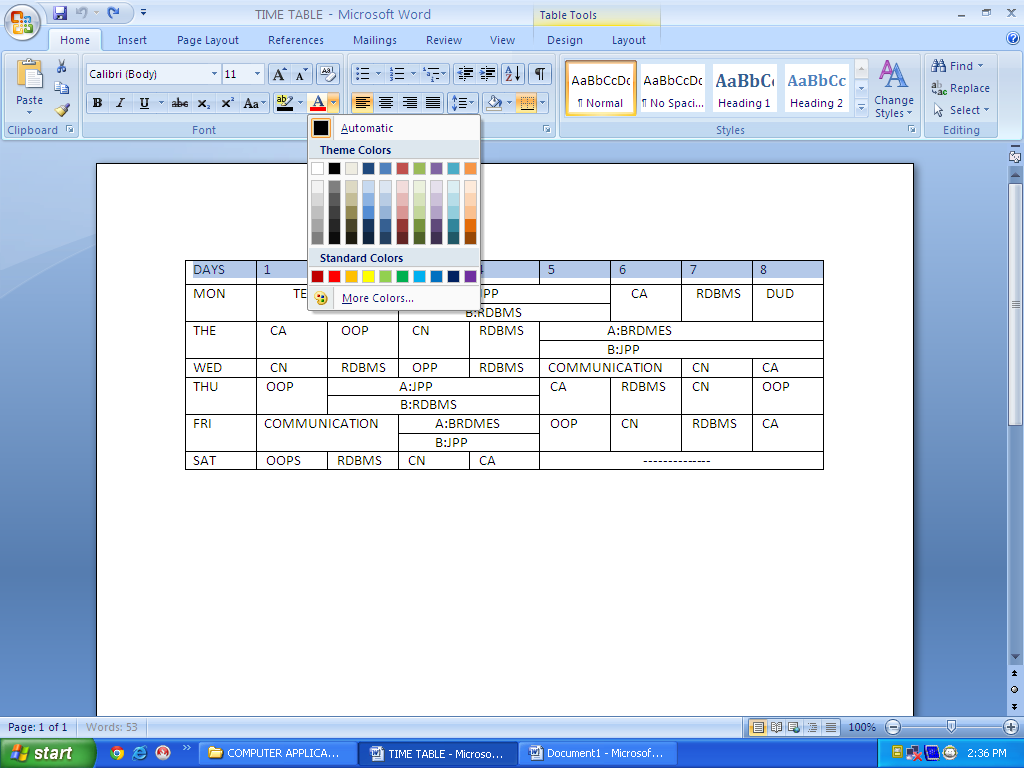 TIME TABLE - Microsoft Word
Table Tools
Home Insert Page Layout References Mailings Review View Design Layout
Calibri (Body) 11
AaBbCcDc AaBbCcDc AaBbC AaBbCc
Paste
¶ Normal ¶ No Spaci... Heading 1 Heading 2
Change Styles
Find
Replace
Select
Clipboard Font Styles Editing
Automatic
Theme Colors
Standard Colors
More Colors...
DAYS 1 5 6 7 8
MON TE PP CA RDBMS DUD
B:RDBMS
THE CA OOP CN RDBMS A:BRDMES
B:JPP
WED CN RDBMS OPP RDBMS COMMUNICATION CN CA
THU OOP A:JPP CA RDBMS CN OOP
B:RDBMS
FRI COMMUNICATION A:BRDMES OOP CN RDBMS CA
B:JPP
SAT OOPS RDBMS CN CA --------------
Page: 1 of 1 Words: 53 100%
start COMPUTER APPLICA... TIME TABLE - Microso... Document1 - Microsof... 2:36 PM